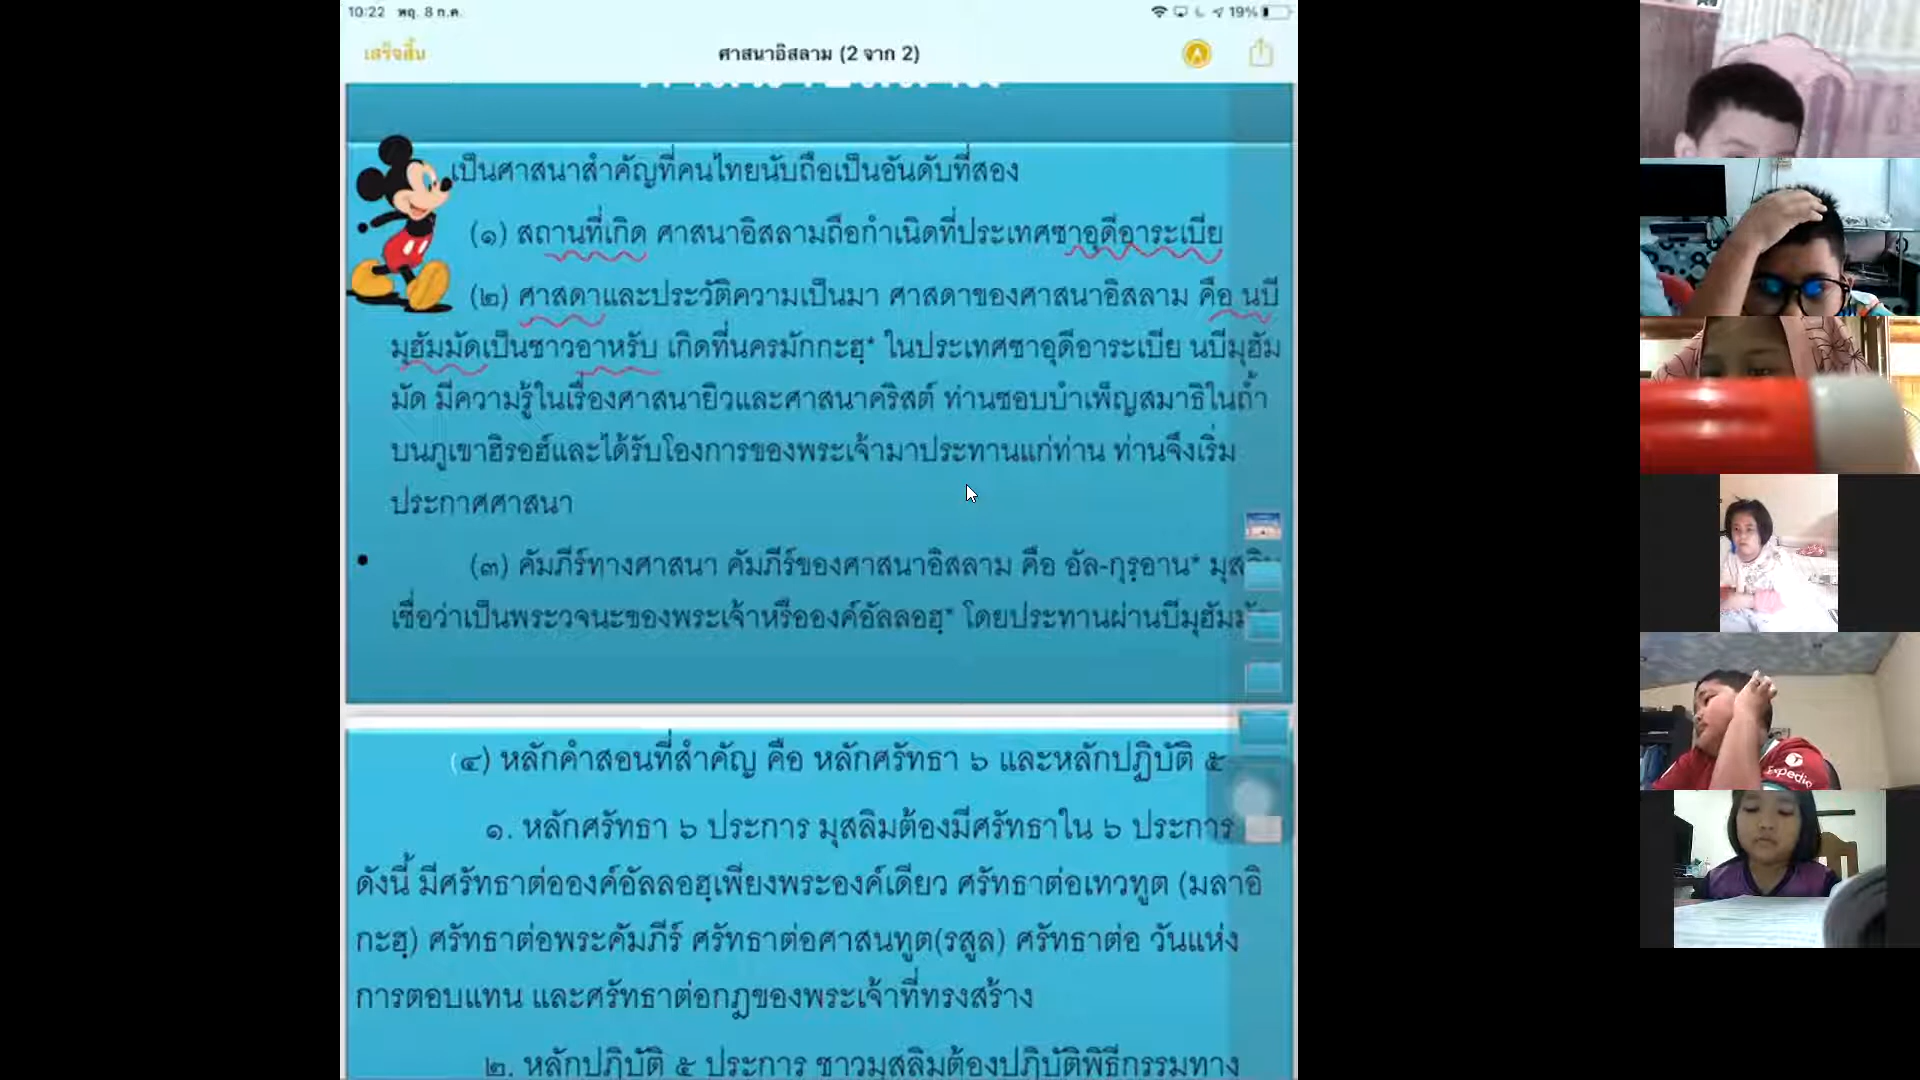 10:22 พฤ. 8 ก.ค.
19%
เสร็จสิ้น
ศาสนาอิสลาม (2 จาก 2)
เป็นศาสนาสำคัญที่คนไทยนับถือเป็นอันดับที่สอง
(๑) สถานที่เกิด ศาสนาอิสลามถือกำเนิดที่ประเทศซาอุดีอาระเบีย
(๒) ศาสดาและประวัติความเป็นมา ศาสดาของศาสนาอิสลาม คือ นบี
มุฮัมมัดเป็นชาวอาหรับ เกิดที่นครมักกะฮฺ* ในประเทศซาอุดีอาระเบีย นบีมุฮัม
มัด มีความรู้ในเรื่องศาสนายิวและศาสนาคริสต์ ท่านชอบบำเพ็ญสมาธิในถ้ำ
บนภูเขาฮิรอฮ์และได้รับโองการของพระเจ้ามาประทานแก่ท่าน ท่านจึงเริ่ม
ประกาศศาสนา
• (๓) คัมภีร์ทางศาสนา คัมภีร์ของศาสนาอิสลาม คือ อัล-กุรฺอาน*
เชื่อว่าเป็นพระวจนะของพระเจ้าหรือองค์อัลลอฮฺ* โดยประทานผ่านบีมุฮัมมัด
(๔) หลักคำสอนที่สำคัญ คือ หลักศรัทธา ๖ และหลักปฏิบัติ ๕
๑. หลักศรัทธา ๖ ประการ มุสลิมต้องมีศรัทธาใน ๖ ประการ
ดังนี้ มีศรัทธาต่อองค์อัลลอฮฺเพียงพระองค์เดียว ศรัทธาต่อเทวทูต (มลาอิ
กะฮฺ) ศรัทธาต่อพระคัมภีร์ ศรัทธาต่อศาสนทูต(รสูล) ศรัทธาต่อ วันแห่ง
การตอบแทน และศรัทธาต่อกฎของพระเจ้าที่ทรงสร้าง
๒. หลักปฏิบัติ ๕ ประการ ชาวมุสลิมต้องปฏิบัติพิธีกรรมทาง
Expedia